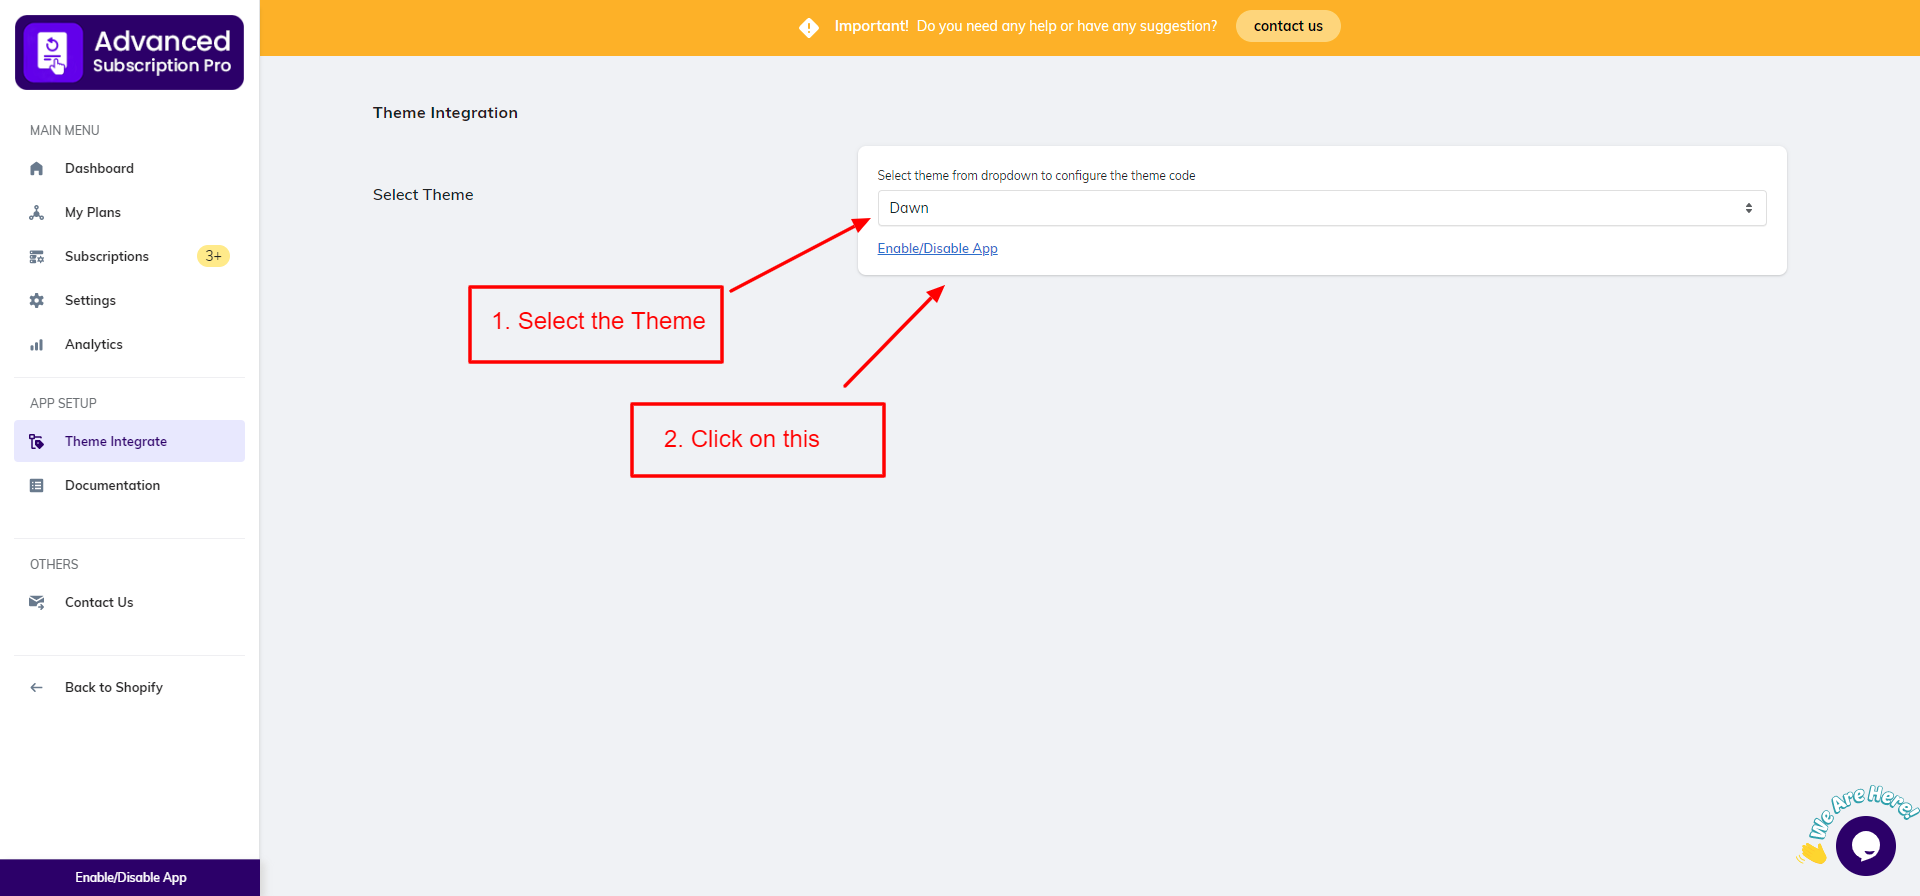 Advanced
Subscription Pro
Important! Do you need any help or have any suggestion?
contact us
MAIN MENU
Dashboard
My Plans
Subscriptions
3+
Settings
Analytics
APP SETUP
Theme Integrate
Documentation
OTHERS
Contact Us
Back to Shopify
Enable/Disable App
Theme Integration
Select Theme
Select theme from dropdown to configure the theme code
Dawn
Enable/Disable App
1. Select the Theme
2. Click on this
We Are Here!